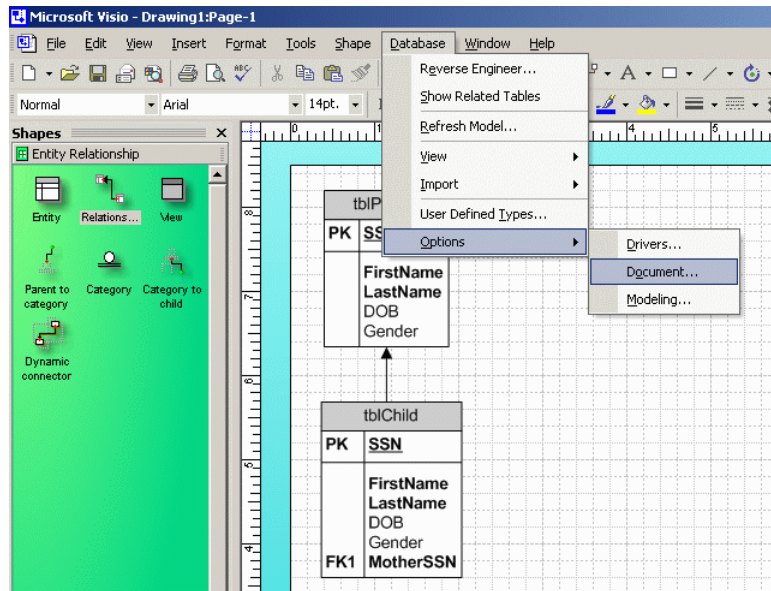 Microsoft Visio - Drawing1:Page-1
File Edit View Insert Format Tools Shape Database Window Help
Normal Arial 14pt.
Shapes
Entity Relationship
Entity Relations... View
Parent to category Category Category to child
Dynamic connector
Reverse Engineer...
Show Related Tables
Refresh Model...
View
Import
User Defined Types...
Options
Drivers...
Document...
Modeling...
tblP
PK SS
FirstName
LastName
DOB
Gender
tblChild
PK SSN
FirstName
LastName
DOB
Gender
FK1 MotherSSN